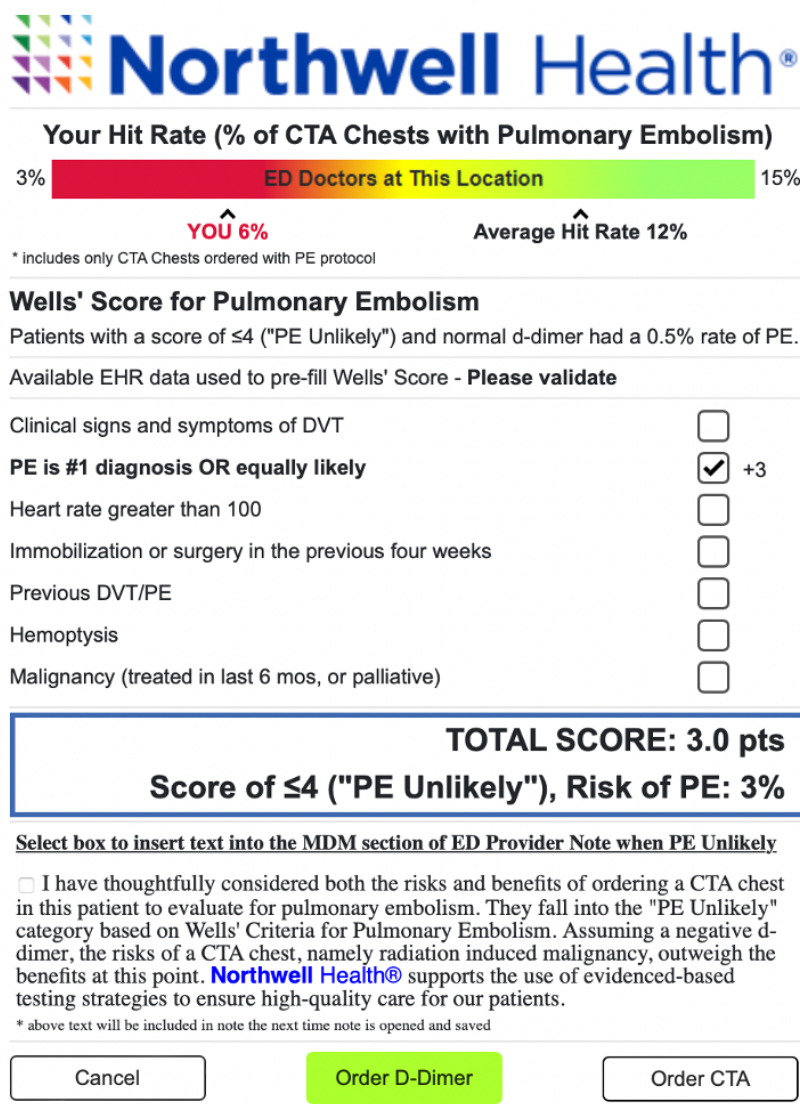 Northwell Health®
Your Hit Rate (% of CTA Chests with Pulmonary Embolism)
3% ED Doctors at This Location 15%
YOU 6% Average Hit Rate 12%
* includes only CTA Chests ordered with PE protocol
Wells' Score for Pulmonary Embolism
Patients with a score of ≤4 ("PE Unlikely") and normal d-dimer had a 0.5% rate of PE.
Available EHR data used to pre-fill Wells' Score - Please validate
Clinical signs and symptoms of DVT
PE is #1 diagnosis OR equally likely +3
Heart rate greater than 100
Immobilization or surgery in the previous four weeks
Previous DVT/PE
Hemoptysis
Malignancy (treated in last 6 mos, or palliative)
TOTAL SCORE: 3.0 pts
Score of ≤4 ("PE Unlikely"), Risk of PE: 3%
Select box to insert text into the MDM section of ED Provider Note when PE Unlikely
I have thoughtfully considered both the risks and benefits of ordering a CTA chest
in this patient to evaluate for pulmonary embolism. They fall into the "PE Unlikely"
category based on Wells' Criteria for Pulmonary Embolism. Assuming a negative d-
dimer, the risks of a CTA chest, namely radiation induced malignancy, outweigh the
benefits at this point. Northwell Health® supports the use of evidenced-based
testing strategies to ensure high-quality care for our patients.
* above text will be included in note the next time note is opened and saved
Cancel Order D-Dimer Order CTA